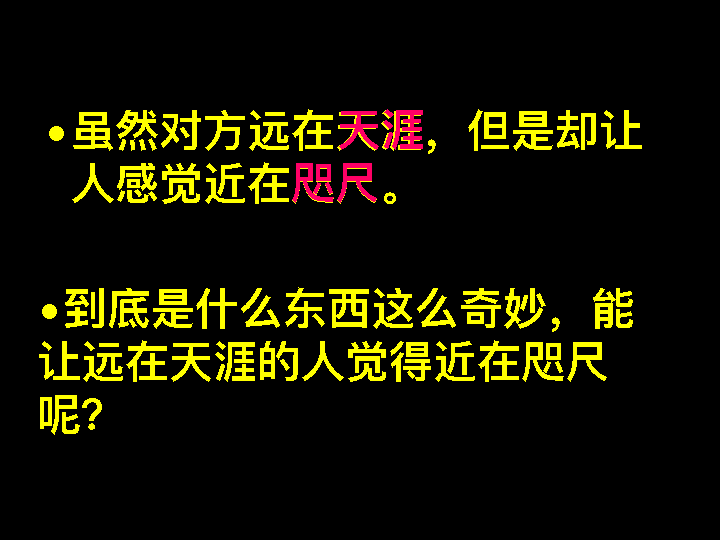 •虽然对方远在天涯，但是却让
人感觉近在咫尺。
•到底是什么东西这么奇妙，能
让远在天涯的人觉得近在咫尺
呢？